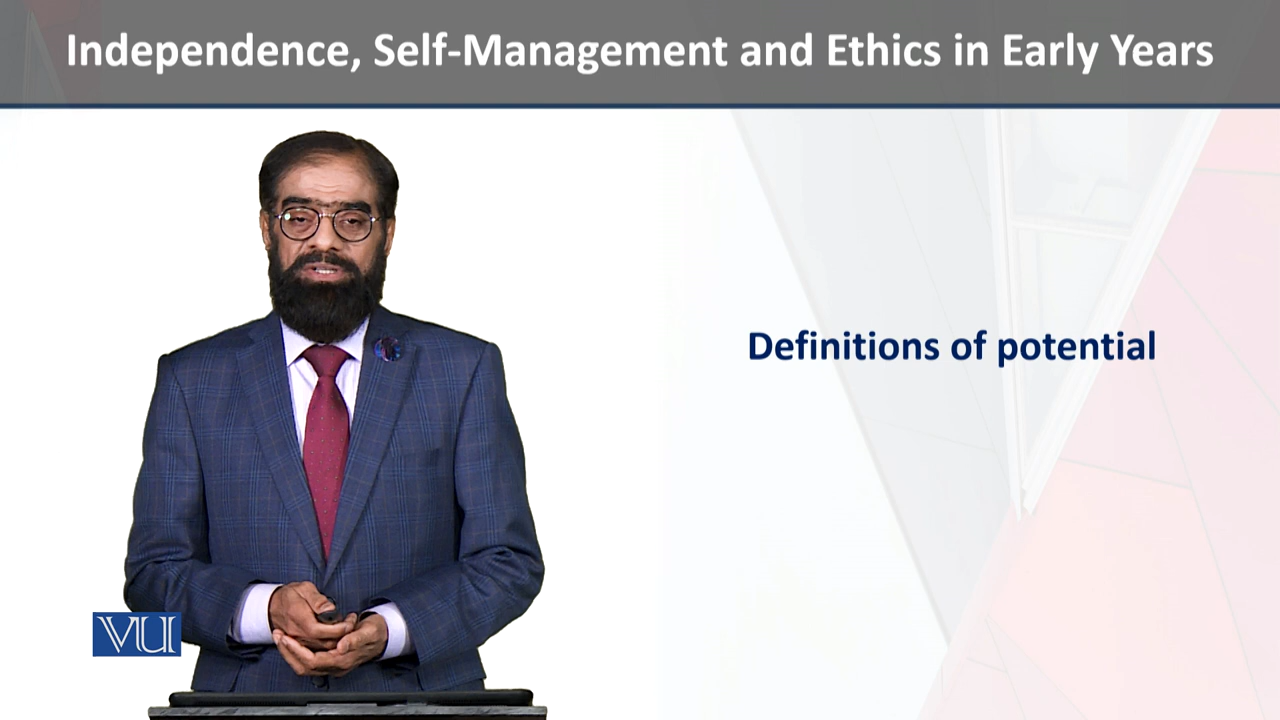 Independence, Self-Management and Ethics in Early Years
Definitions of potential
VU